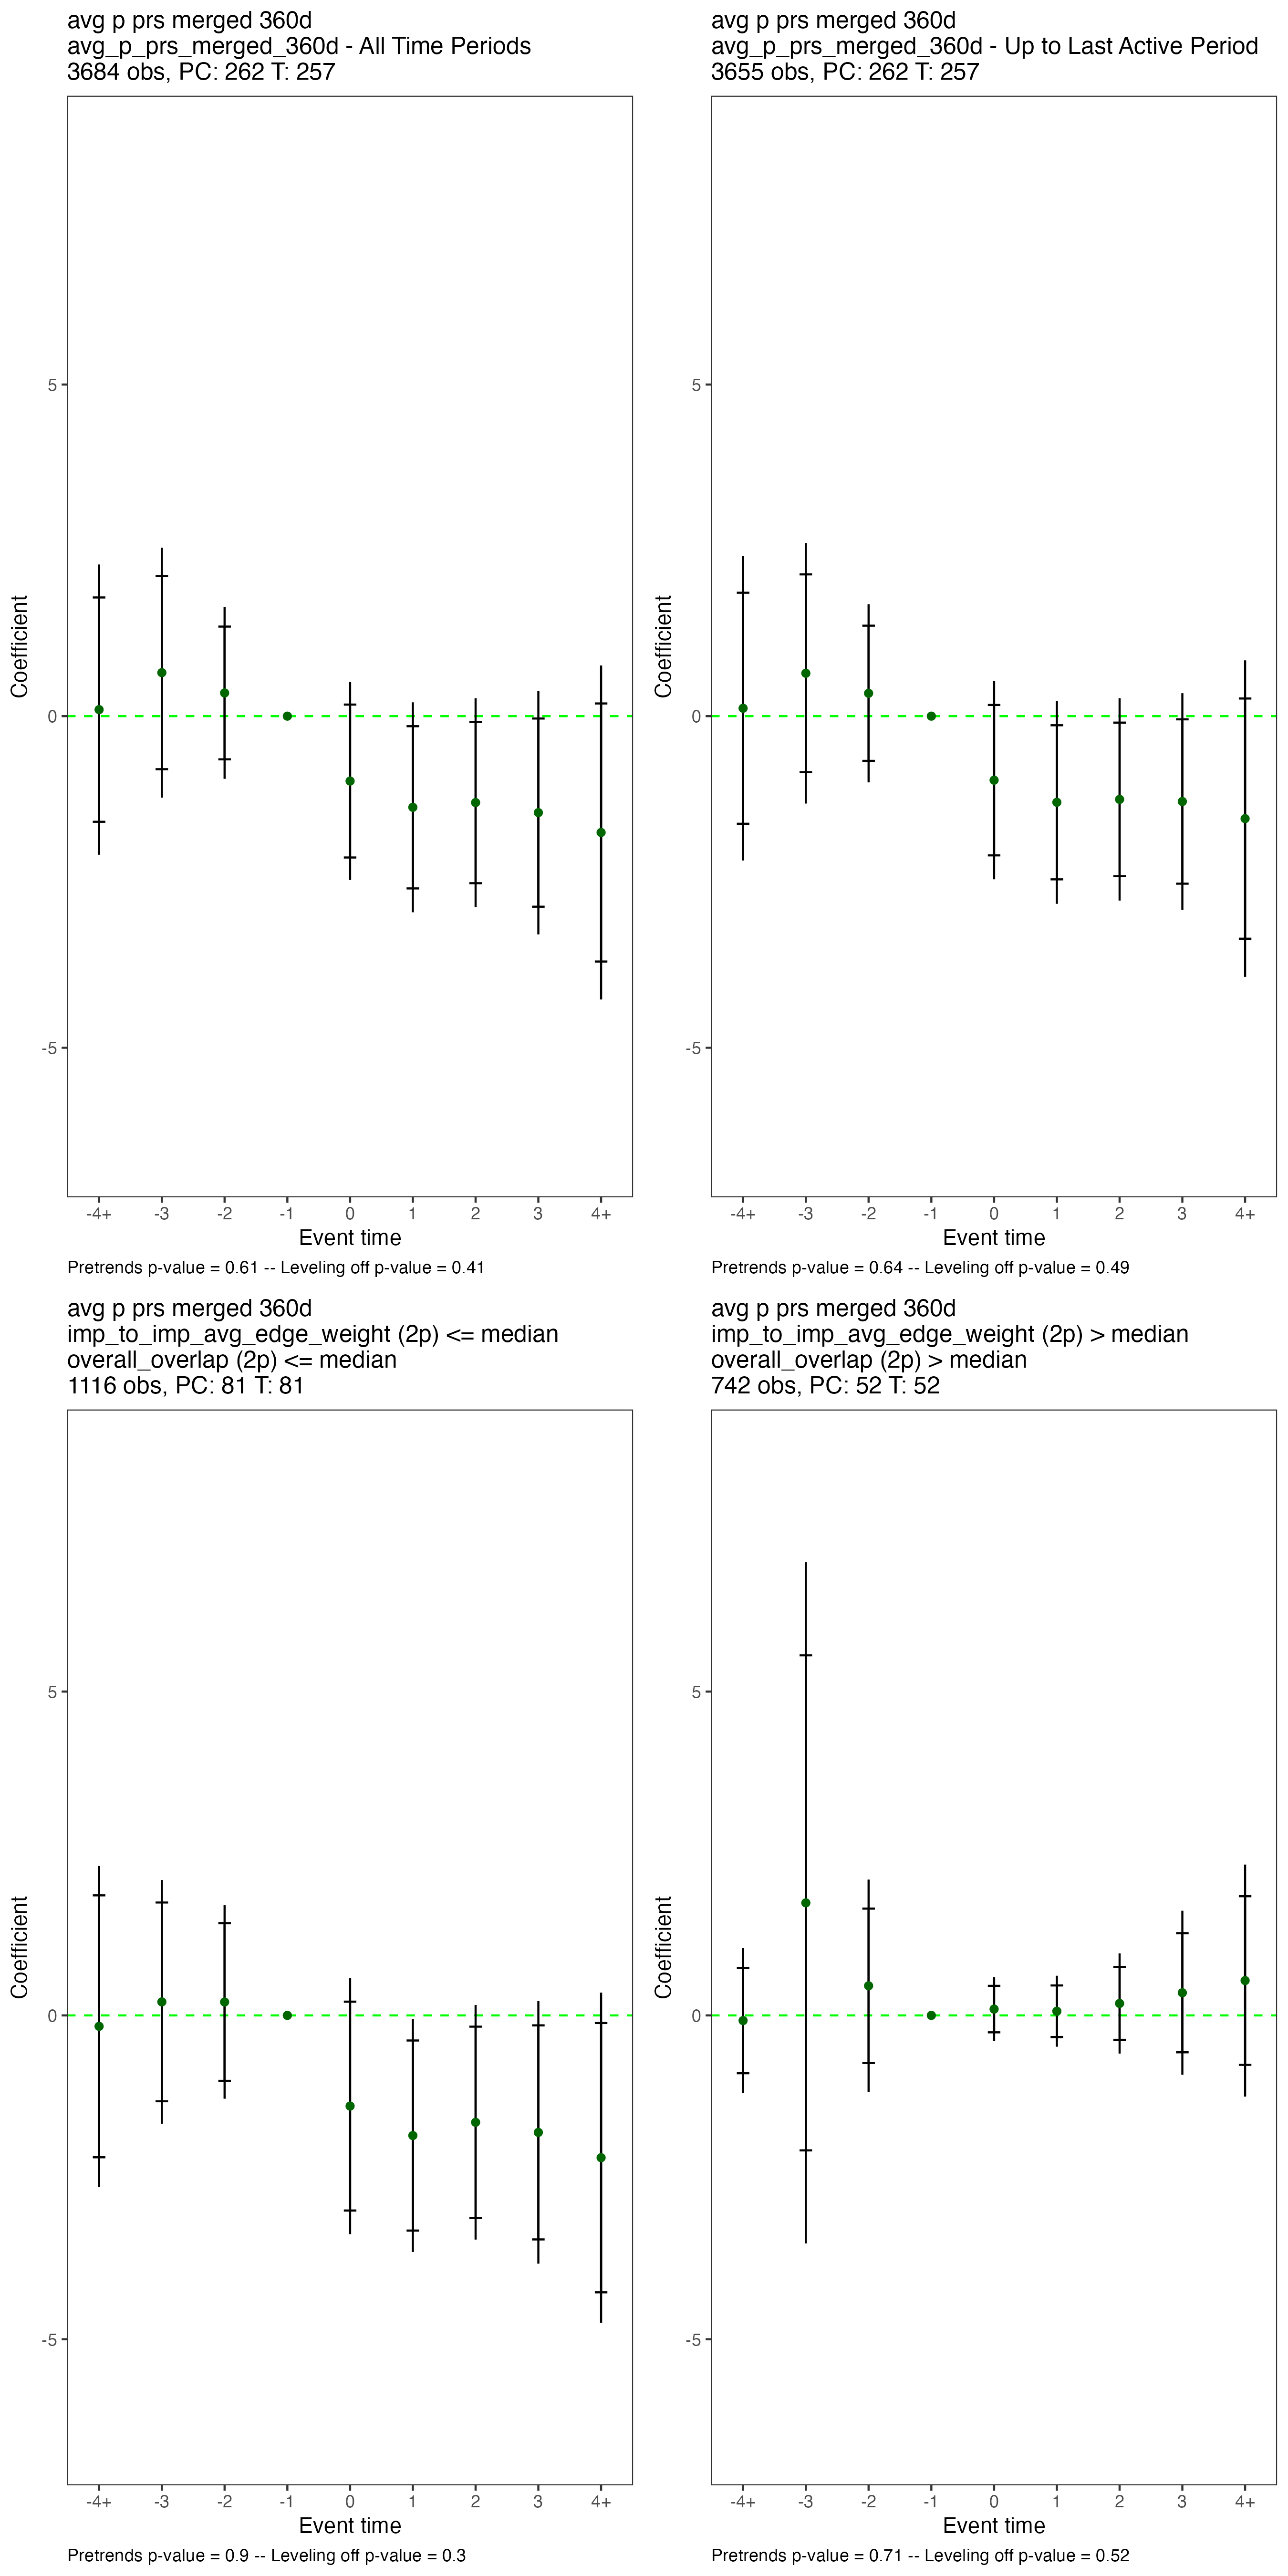 avg p prs merged 360d
avg_p_prs_merged_360d - All Time Periods
3684 obs, PC: 262 T: 257
Coefficient
5
0
-5
-4+ -3 -2 -1 0 1 2 3 4+
Event time
Pretrends p-value = 0.61 -- Leveling off p-value = 0.41
avg p prs merged 360d
avg_p_prs_merged_360d - Up to Last Active Period
3655 obs, PC: 262 T: 257
Coefficient
5
0
-5
-4+ -3 -2 -1 0 1 2 3 4+
Event time
Pretrends p-value = 0.64 -- Leveling off p-value = 0.49
avg p prs merged 360d
imp_to_imp_avg_edge_weight (2p) <= median
overall_overlap (2p) <= median
1116 obs, PC: 81 T: 81
Coefficient
5
0
-5
-4+ -3 -2 -1 0 1 2 3 4+
Event time
Pretrends p-value = 0.9 -- Leveling off p-value = 0.3
avg p prs merged 360d
imp_to_imp_avg_edge_weight (2p) > median
overall_overlap (2p) > median
742 obs, PC: 52 T: 52
Coefficient
5
0
-5
-4+ -3 -2 -1 0 1 2 3 4+
Event time
Pretrends p-value = 0.71 -- Leveling off p-value = 0.52